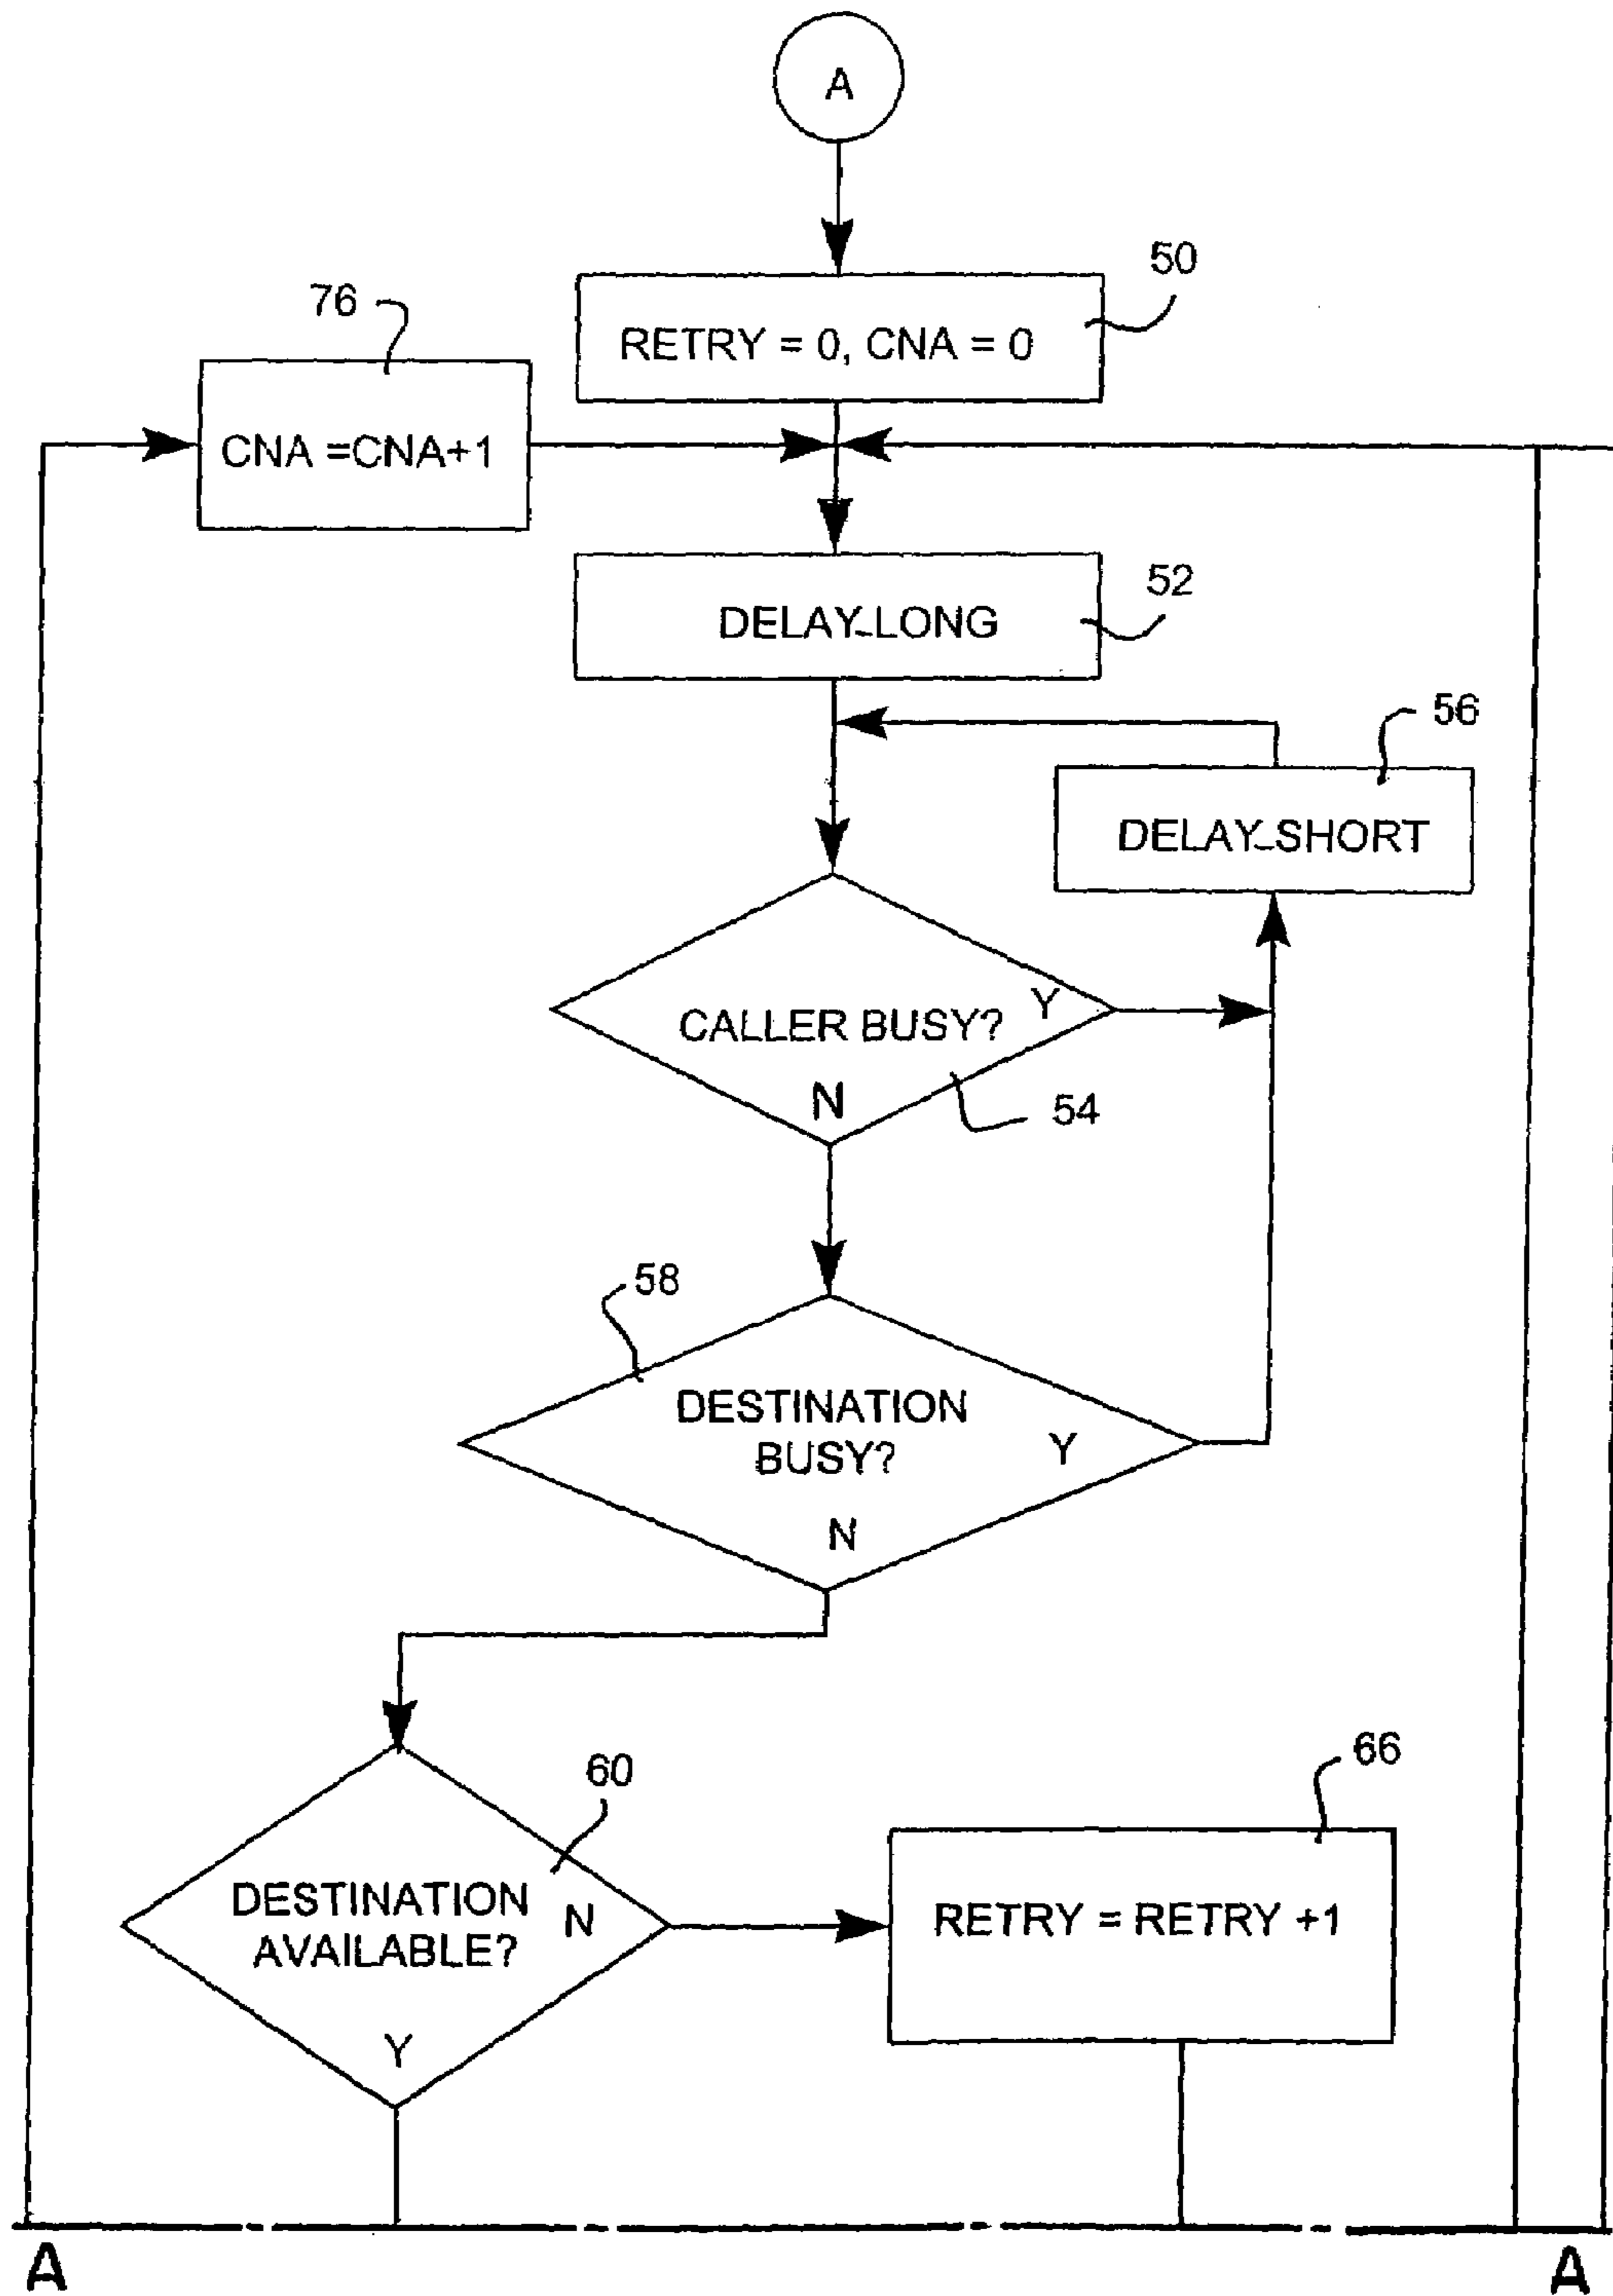 A
50
RETRY = 0, CNA = 0
76
CNA =CNA+1
52
DELAY_LONG
56
DELAY_SHORT
CALLER BUSY?
Y
N
54
58
DESTINATION
BUSY?
Y
N
60
66
DESTINATION
AVAILABLE?
N
Y
RETRY = RETRY +1
A
A